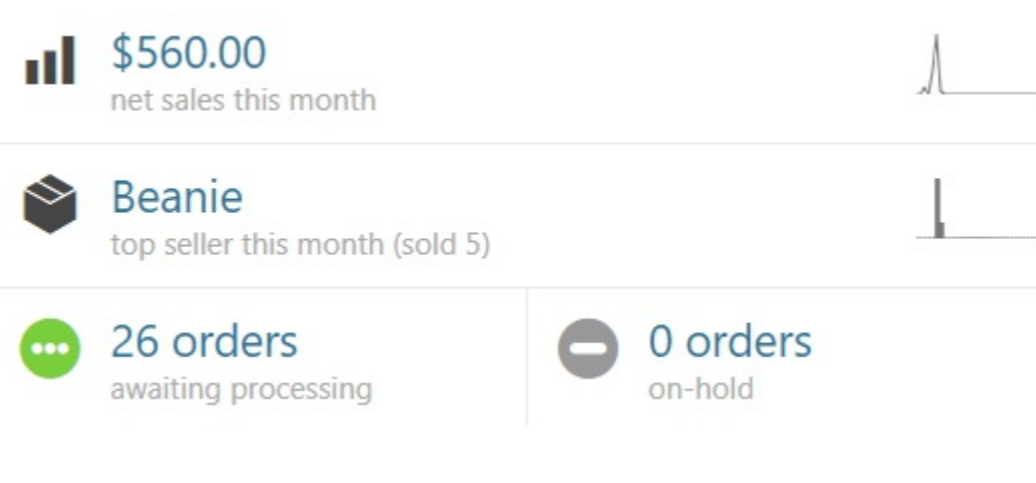 $560.00
net sales this month
Beanie
top seller this month (sold 5)
26 orders
awaiting processing
0 orders
on-hold